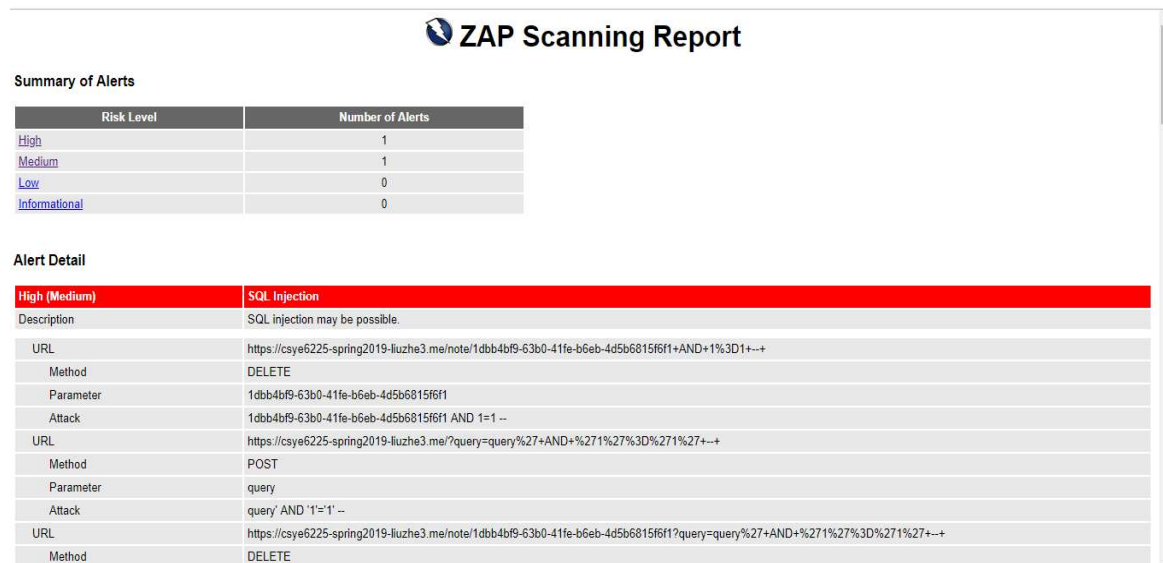 ZAP Scanning Report
Summary of Alerts
Risk Level Number of Alerts
High 1
Medium 1
Low 0
Informational 0
Alert Detail
High (Medium) SQL Injection
Description SQL injection may be possible.
URL https://csye6225-spring2019-liuzhe3.me/note/1dbb4bf9-63b0-41fe-b6eb-4d5b6815f6f1+AND+1%3D1+--+
Method DELETE
Parameter 1dbb4bf9-63b0-41fe-b6eb-4d5b6815f6f1
Attack 1dbb4bf9-63b0-41fe-b6eb-4d5b6815f6f1 AND 1=1 --
URL https://csye6225-spring2019-liuzhe3.me/?query=query%27+AND+%271%27%3D%271%27+--+
Method POST
Parameter query
Attack query' AND '1'='1' --
URL https://csye6225-spring2019-liuzhe3.me/note/1dbb4bf9-63b0-41fe-b6eb-4d5b6815f6f1?query=query%27+AND+%271%27%3D%271%27+--+
Method DELETE